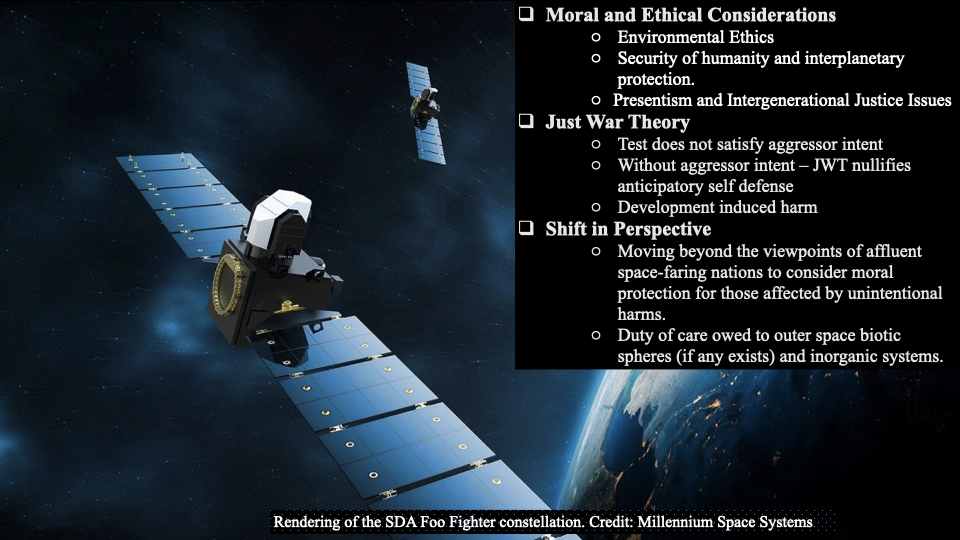 ❑ Moral and Ethical Considerations
○ Environmental Ethics
○ Security of humanity and interplanetary
protection.
○ Presentism and Intergenerational Justice Issues
❑ Just War Theory
○ Test does not satisfy aggressor intent
○ Without aggressor intent – JWT nullifies
anticipatory self defense
○ Development induced harm
❑ Shift in Perspective
○ Moving beyond the viewpoints of affluent
space-faring nations to consider moral
protection for those affected by unintentional
harms.
○ Duty of care owed to outer space biotic
spheres (if any exists) and inorganic systems.
Rendering of the SDA Foo Fighter constellation. Credit: Millennium Space Systems